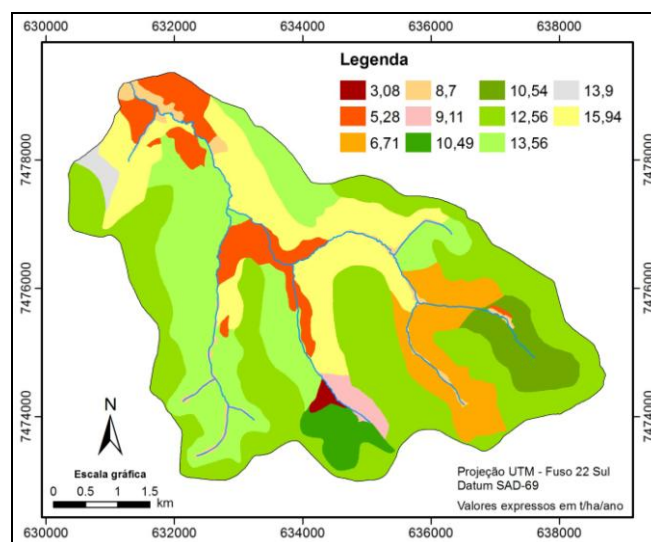 630000 632000 634000 636000 638000
Legenda
3,08 8,7 10,54 13,9
5,28 9,11 12,56 15,94
6,71 10,49 13,56
7478000 7478000
7476000 7476000
7474000 7474000
N
Escala gráfica
0 0.5 1 1.5
km
Projeção UTM - Fuso 22 Sul
Datum SAD-69
Valores expressos em t/ha/ano
630000 632000 634000 636000 638000